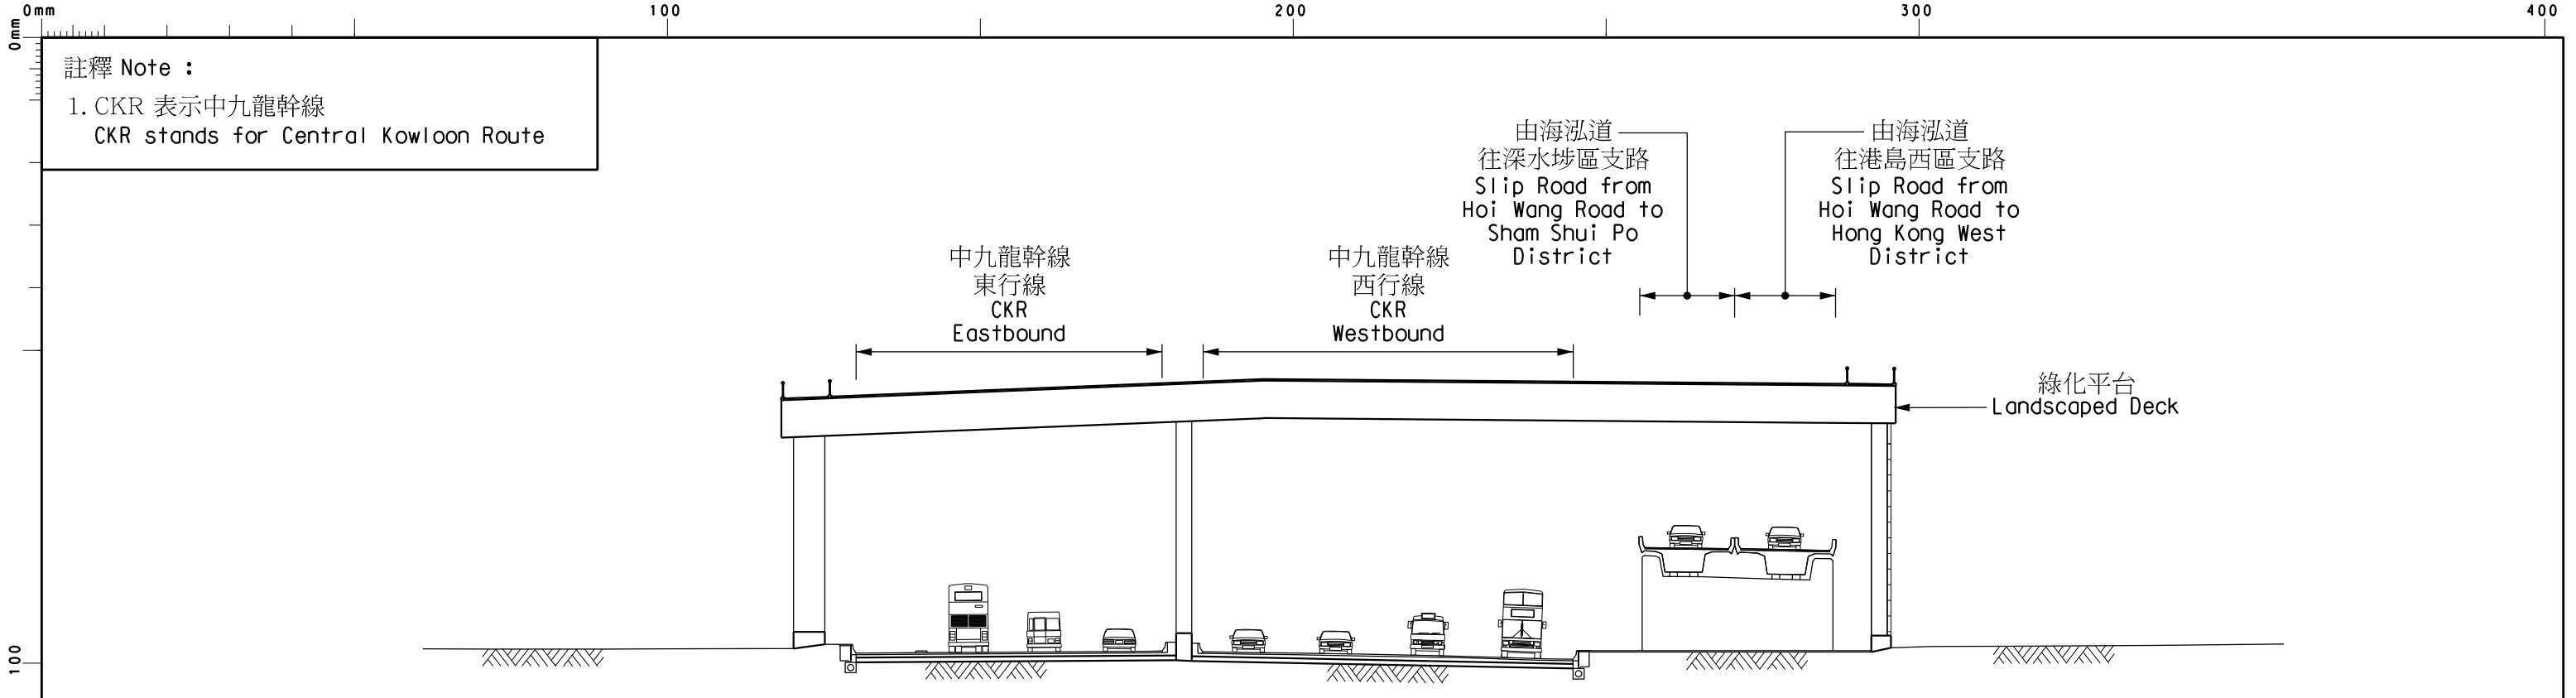 0mm
100
200
300
400
0mm
註釋 Note :
1. CKR 表示中九龍幹線
CKR stands for Central Kowloon Route
由海泓道
往深水埗區支路
Slip Road from
Hoi Wang Road to
Sham Shui Po
District
由海泓道
往港島西區支路
Slip Road from
Hoi Wang Road to
Hong Kong West
District
中九龍幹線
東行線
CKR
Eastbound
中九龍幹線
西行線
CKR
Westbound
綠化平台
Landscaped Deck
100